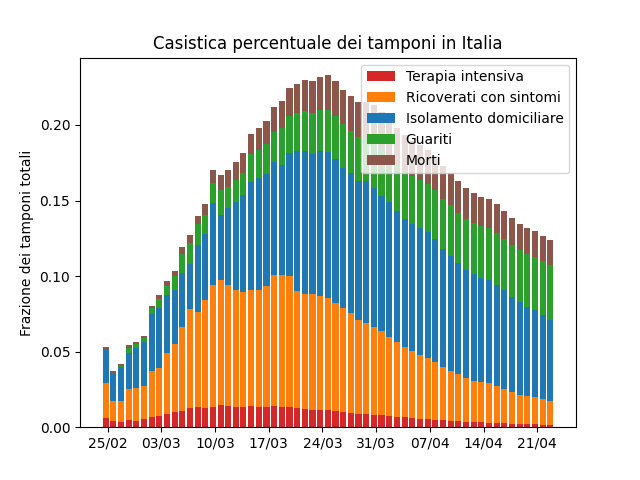 Casistica percentuale dei tamponi in Italia
Terapia intensiva
Ricoverati con sintomi
Isolamento domiciliare
Guariti
Morti
Frazione dei tamponi totali
0.20
0.15
0.10
0.05
0.00
25/02 03/03 10/03 17/03 24/03 31/03 07/04 14/04 21/04